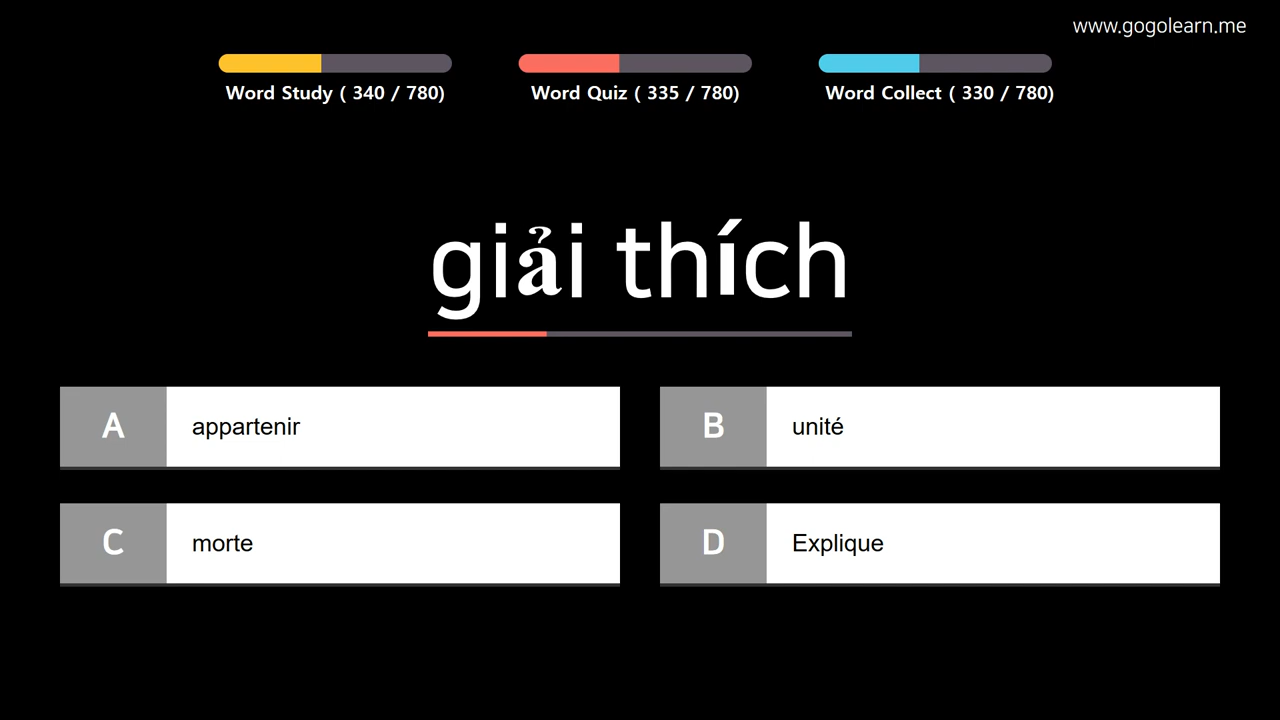 www.gogolearn.me
Word Study ( 340 / 780)
Word Quiz ( 335 / 780)
Word Collect ( 330 / 780)
giải thích
A appartenir
B unité
C morte
D Explique